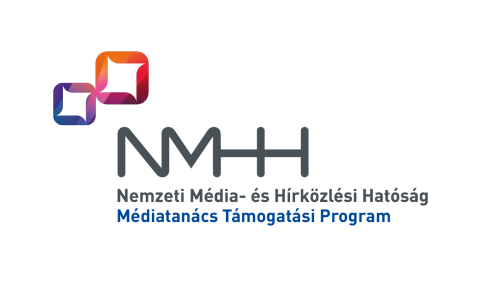 NMHH
Nemzeti Média- és Hírközlési Hatóság
Médiatanács Támogatási Program